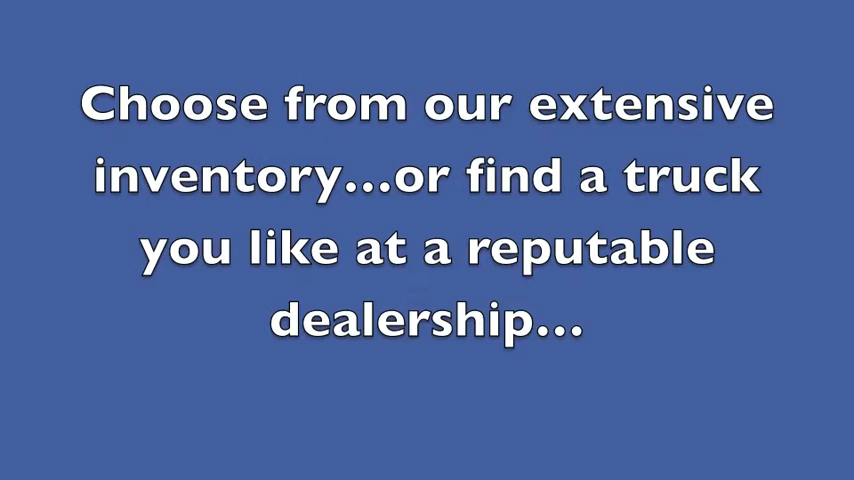 Choose from our extensive
inventory...or find a truck
you like at a reputable
dealership...